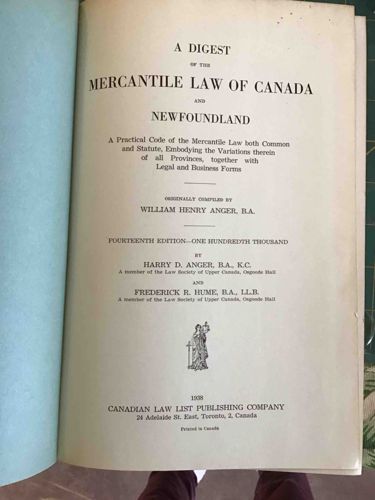 A DIGEST
OF THE
MERCANTILE LAW OF CANADA
AND
NEWFOUNDLAND
A Practical Code of the Mercantile Law both Common
and Statute, Embodying the Variations therein
of all Provinces, together with
Legal and Business Forms
ORIGINALLY COMPILED BY
WILLIAM HENRY ANGER, B.A.
FOURTEENTH EDITION—ONE HUNDREDTH THOUSAND
BY
HARRY D. ANGER, B.A., K.C.
A member of the Law Society of Upper Canada, Osgoode Hall
AND
FREDERICK R. HUME, B.A., LL.B.
A member of the Law Society of Upper Canada, Osgoode Hall
1938
CANADIAN LAW LIST PUBLISHING COMPANY
24 Adelaide St. East, Toronto, 2, Canada
Printed in Canada